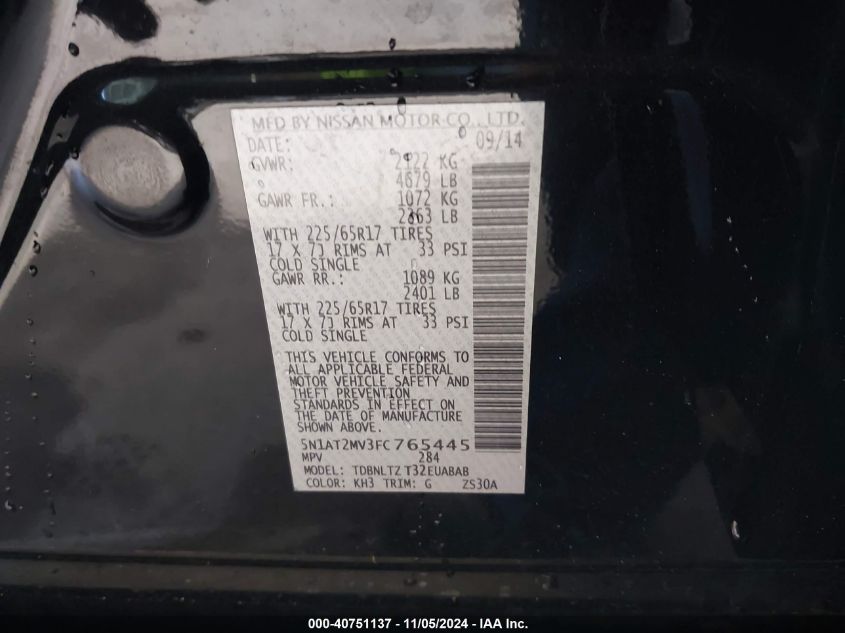 MFD BY NISSAN MOTOR CO., LTD.
DATE: 09/14
GVWR: 2122 KG
4679 LB
GAWR FR.: 1072 KG
2363 LB
WITH 225/65R17 TIRES
17 X 7J RIMS AT 33 PSI
COLD SINGLE
GAWR RR.: 1089 KG
2401 LB
WITH 225/65R17 TIRES
17 X 7J RIMS AT 33 PSI
COLD SINGLE
THIS VEHICLE CONFORMS TO
ALL APPLICABLE FEDERAL
MOTOR VEHICLE SAFETY AND
THEFT PREVENTION
STANDARDS IN EFFECT ON
THE DATE OF MANUFACTURE
SHOWN ABOVE.
5N1AT2MV3FC765445
MPV 284
MODEL: TDBNLTZ T32EUABAB
COLOR: KH3 TRIM: G ZS30A
000-40751137 - 11/05/2024 - IAA Inc.